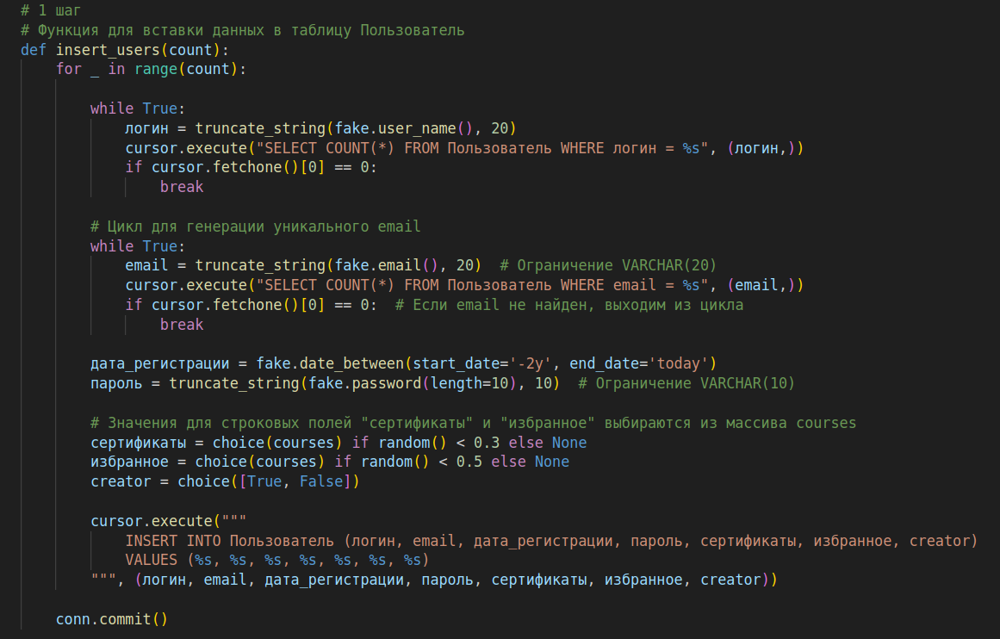 # 1 шаг
# Функция для вставки данных в таблицу Пользователь
def insert_users(count):
    for _ in range(count):

        while True:
            логин = truncate_string(fake.user_name(), 20)
            cursor.execute("SELECT COUNT(*) FROM Пользователь WHERE логин = %s", (логин,))
            if cursor.fetchone()[0] == 0:
                break

        # Цикл для генерации уникального email
        while True:
            email = truncate_string(fake.email(), 20)  # Ограничение VARCHAR(20)
            cursor.execute("SELECT COUNT(*) FROM Пользователь WHERE email = %s", (email,))
            if cursor.fetchone()[0] == 0:  # Если email не найден, выходим из цикла
                break

        дата_регистрации = fake.date_between(start_date='-2y', end_date='today')
        пароль = truncate_string(fake.password(length=10), 10)  # Ограничение VARCHAR(10)

        # Значения для строковых полей "сертификаты" и "избранное" выбираются из массива courses
        сертификаты = choice(courses) if random() < 0.3 else None
        избранное = choice(courses) if random() < 0.5 else None
        creator = choice([True, False])

        cursor.execute("""
            INSERT INTO Пользователь (логин, email, дата_регистрации, пароль, сертификаты, избранное, creator)
            VALUES (%s, %s, %s, %s, %s, %s, %s)
        """, (логин, email, дата_регистрации, пароль, сертификаты, избранное, creator))

    conn.commit()